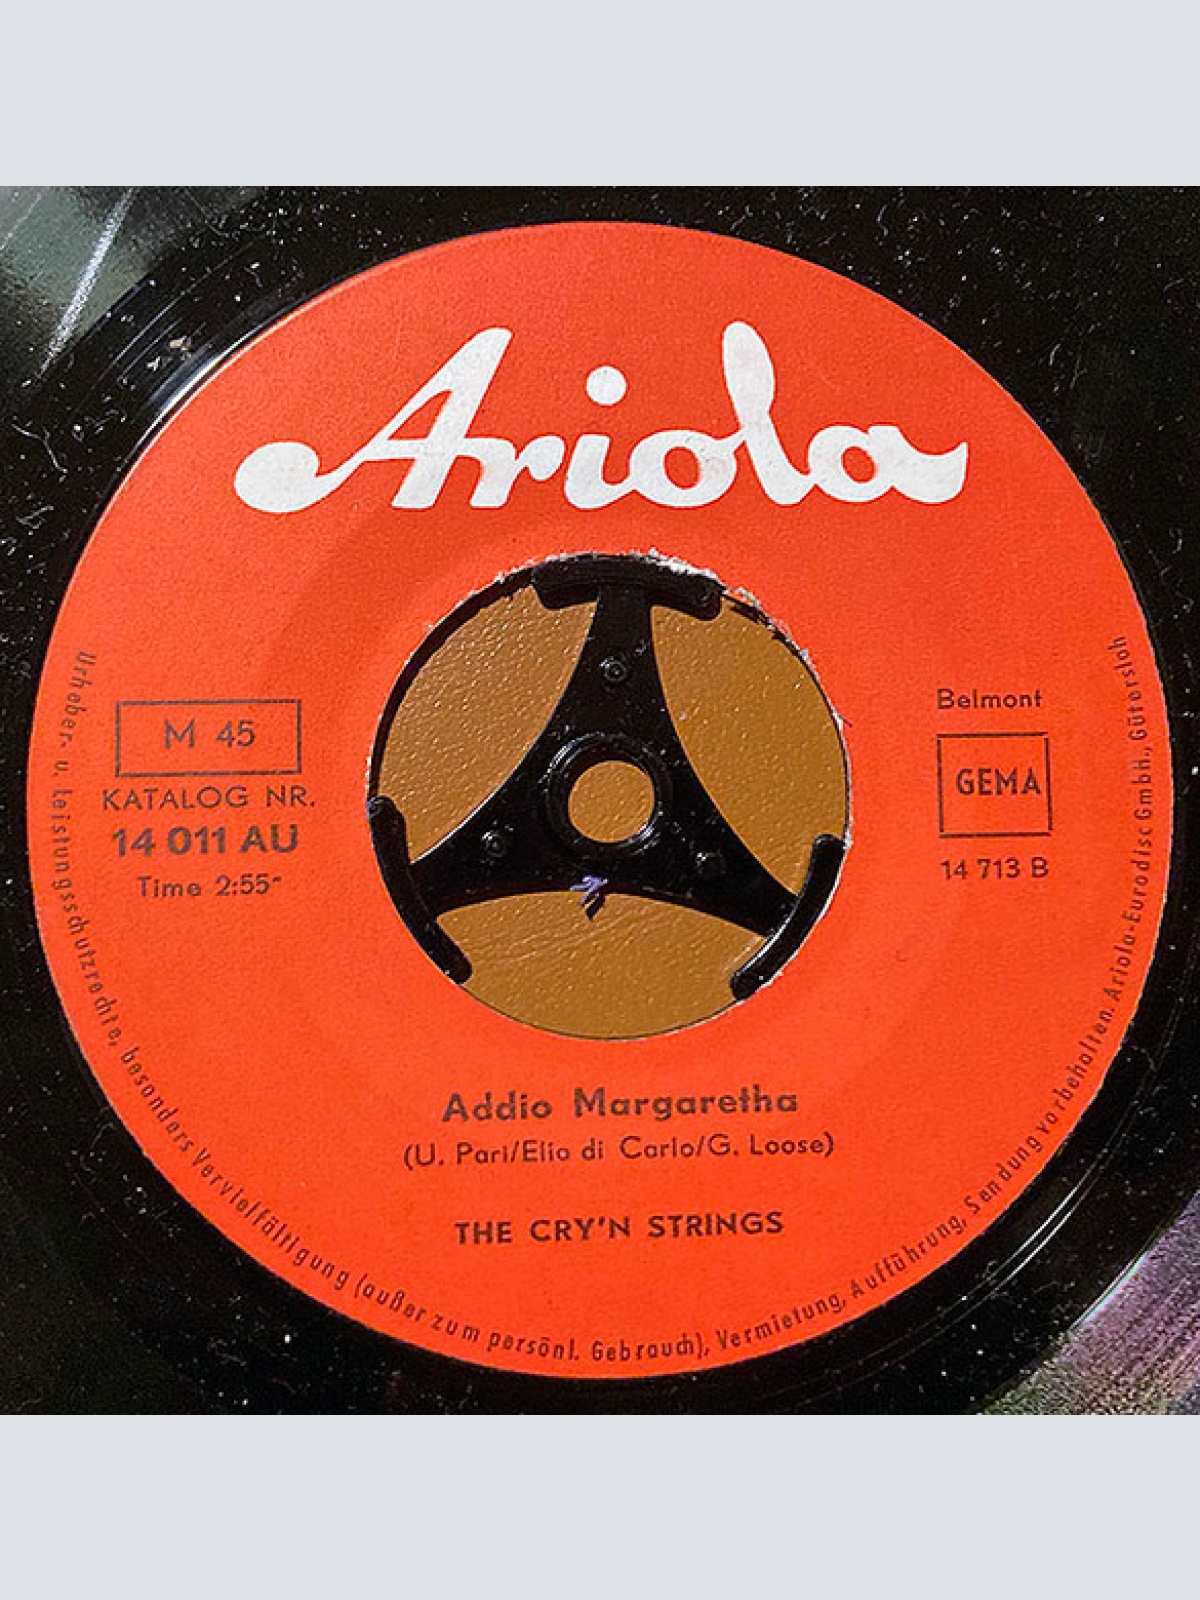 Ariola
M 45
KATALOG NR.
14 011 AU
Time 2:55"
Belmont
GEMA
14 713 B
Addio Margaretha
(U. Pari/Elio di Carlo/G. Loose)
THE CRY'N STRINGS
Urheber- u. leistungsschutzrechte, besonders Vervielfältigung (außer zum persönl. Gebrauch), Vermietung, Aufführung, Sendung vorbehalten. Ariola-Eurodisc GmbH., Gütersloh